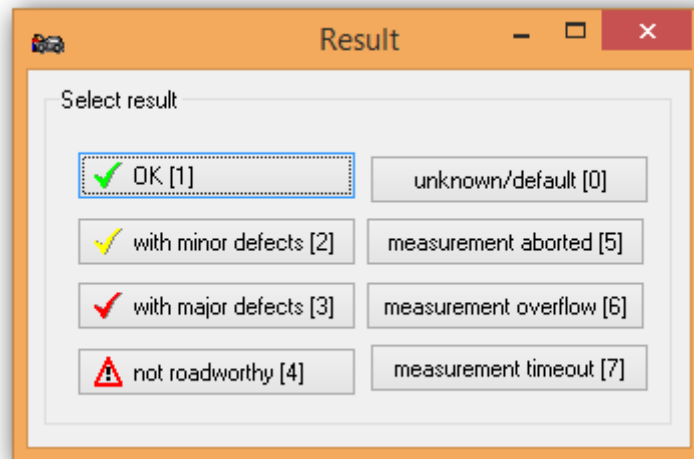 Result
Select result
OK [1]
unknown/default [0]
with minor defects [2]
measurement aborted [5]
with major defects [3]
measurement overflow [6]
not roadworthy [4]
measurement timeout [7]